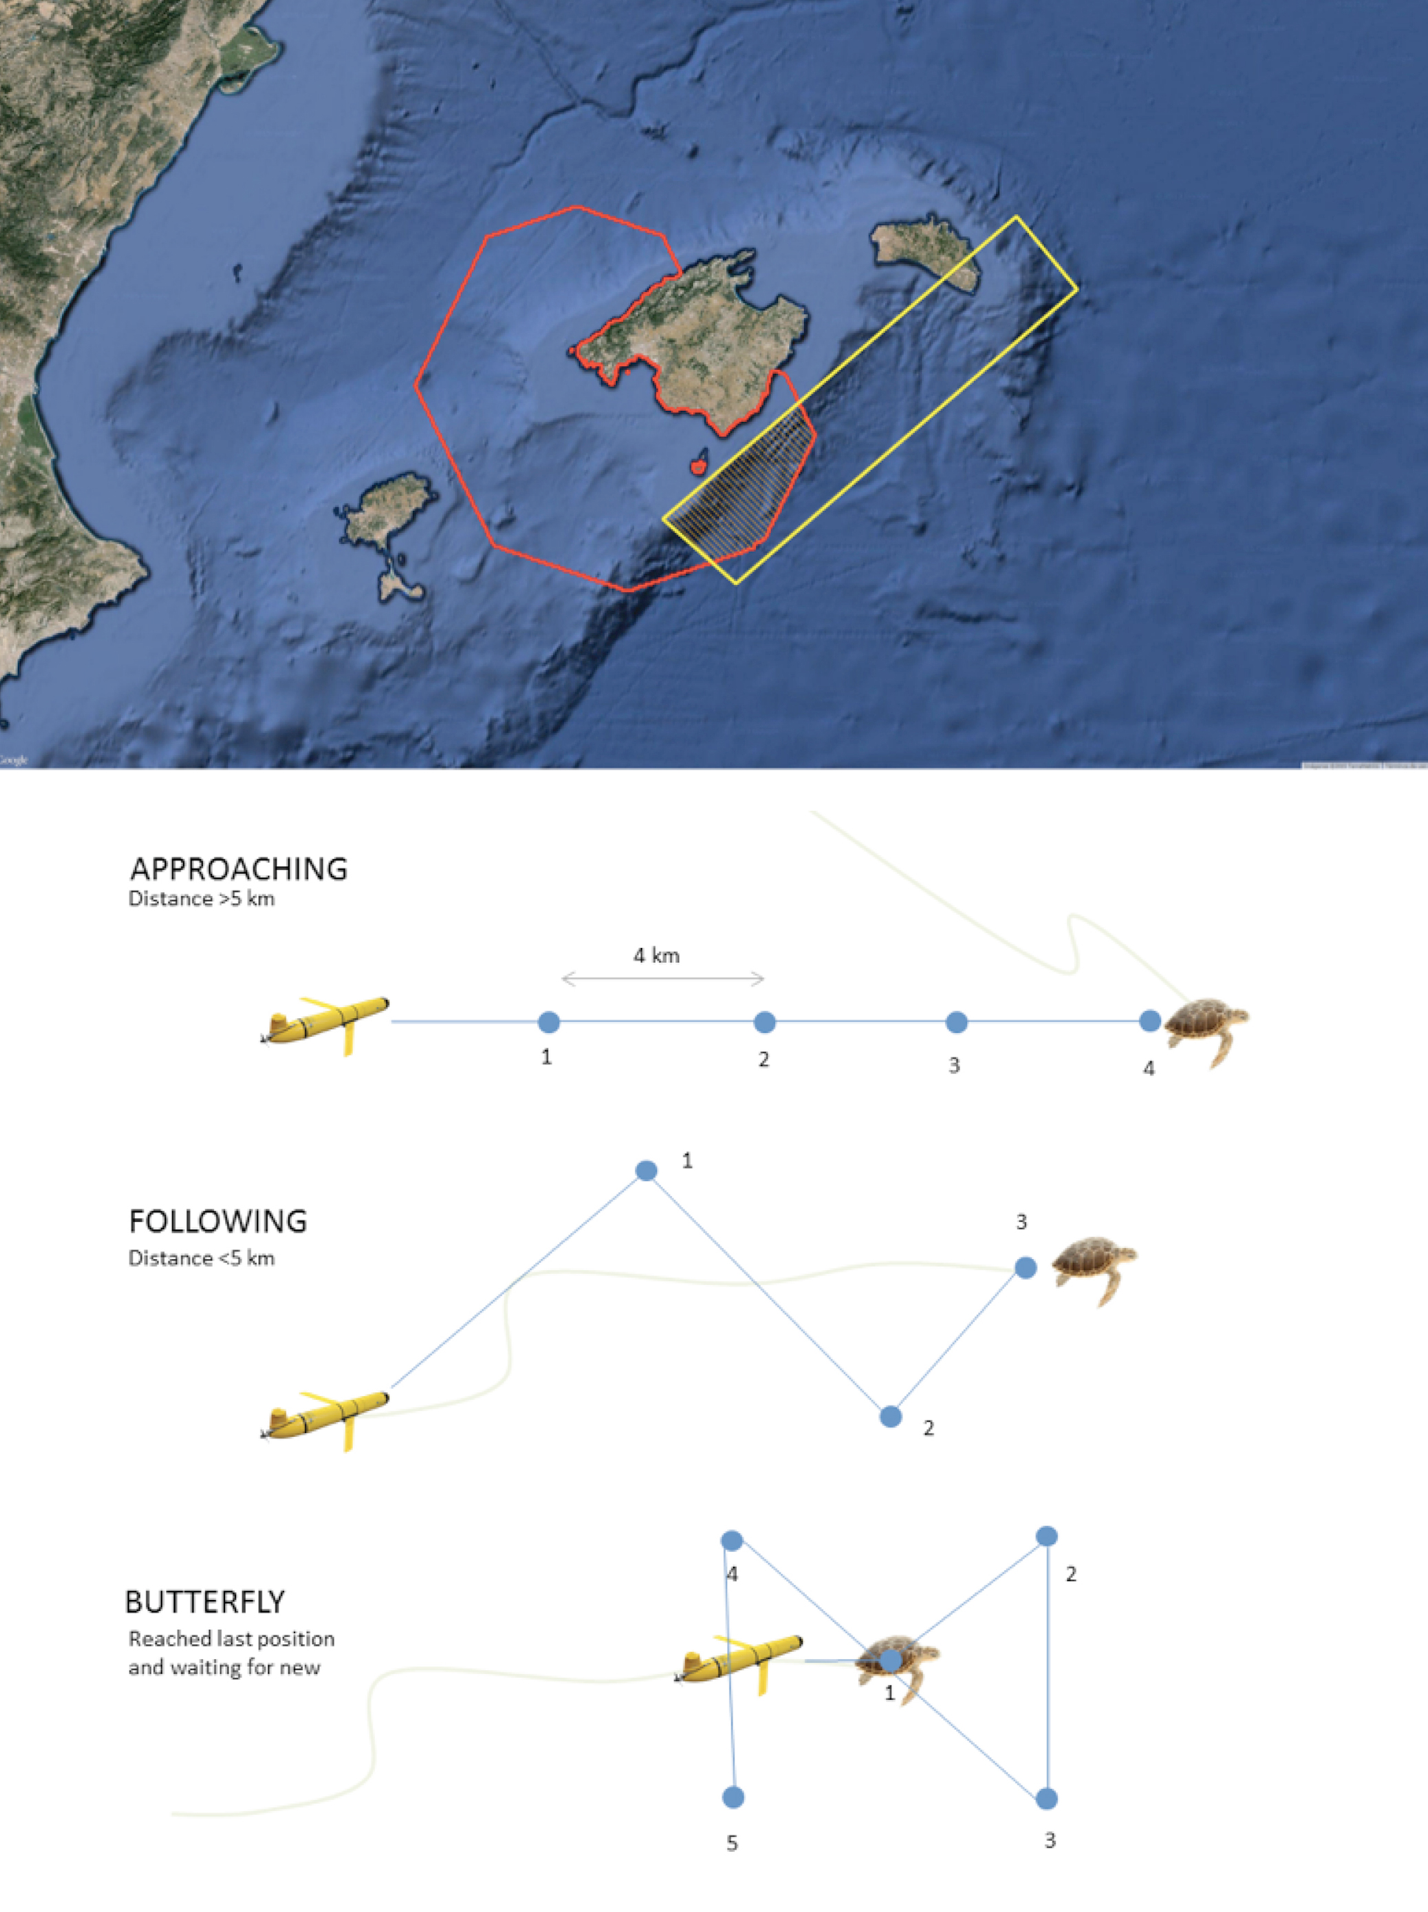 Google
APPROACHING
Distance >5 km
4 km
1
2
3
4
1
FOLLOWING
Distance <5 km
3
2
4
2
BUTTERFLY
Reached last position
and waiting for new
1
5
3